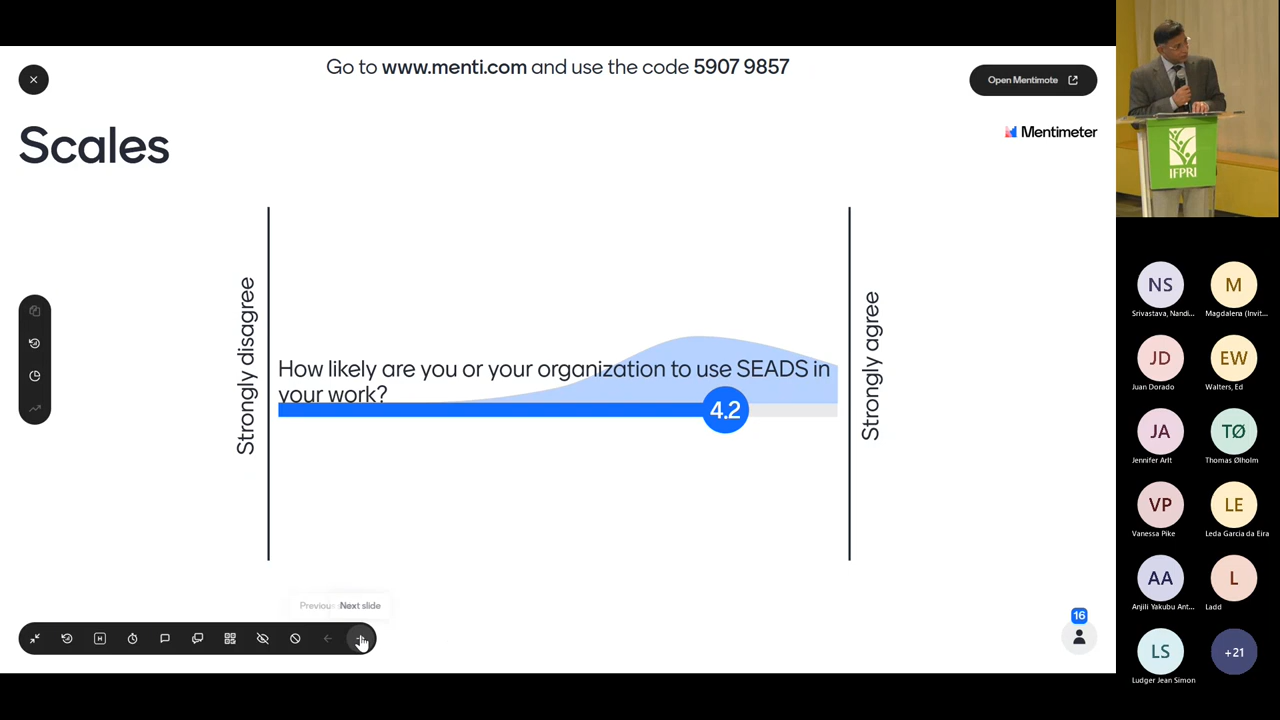 Go to www.menti.com and use the code 5907 9857
Open Mentimote
Mentimeter
Scales
Strongly disagree
How likely are you or your organization to use SEADS in
your work?
4.2
Strongly agree
Next slide
H
16
IFPRI
NS
Srivastava, Nandi...
M
Magdalena (Invit...
JD
Juan Dorado
EW
Walters, Ed
JA
Jennifer Arlt
TØ
Thomas Ølholm
VP
Vanessa Pike
LE
Leda Garcia da Eira
AA
Anjili Yakubu Ant...
L
Ladd
LS
Ludger Jean Simon
+21